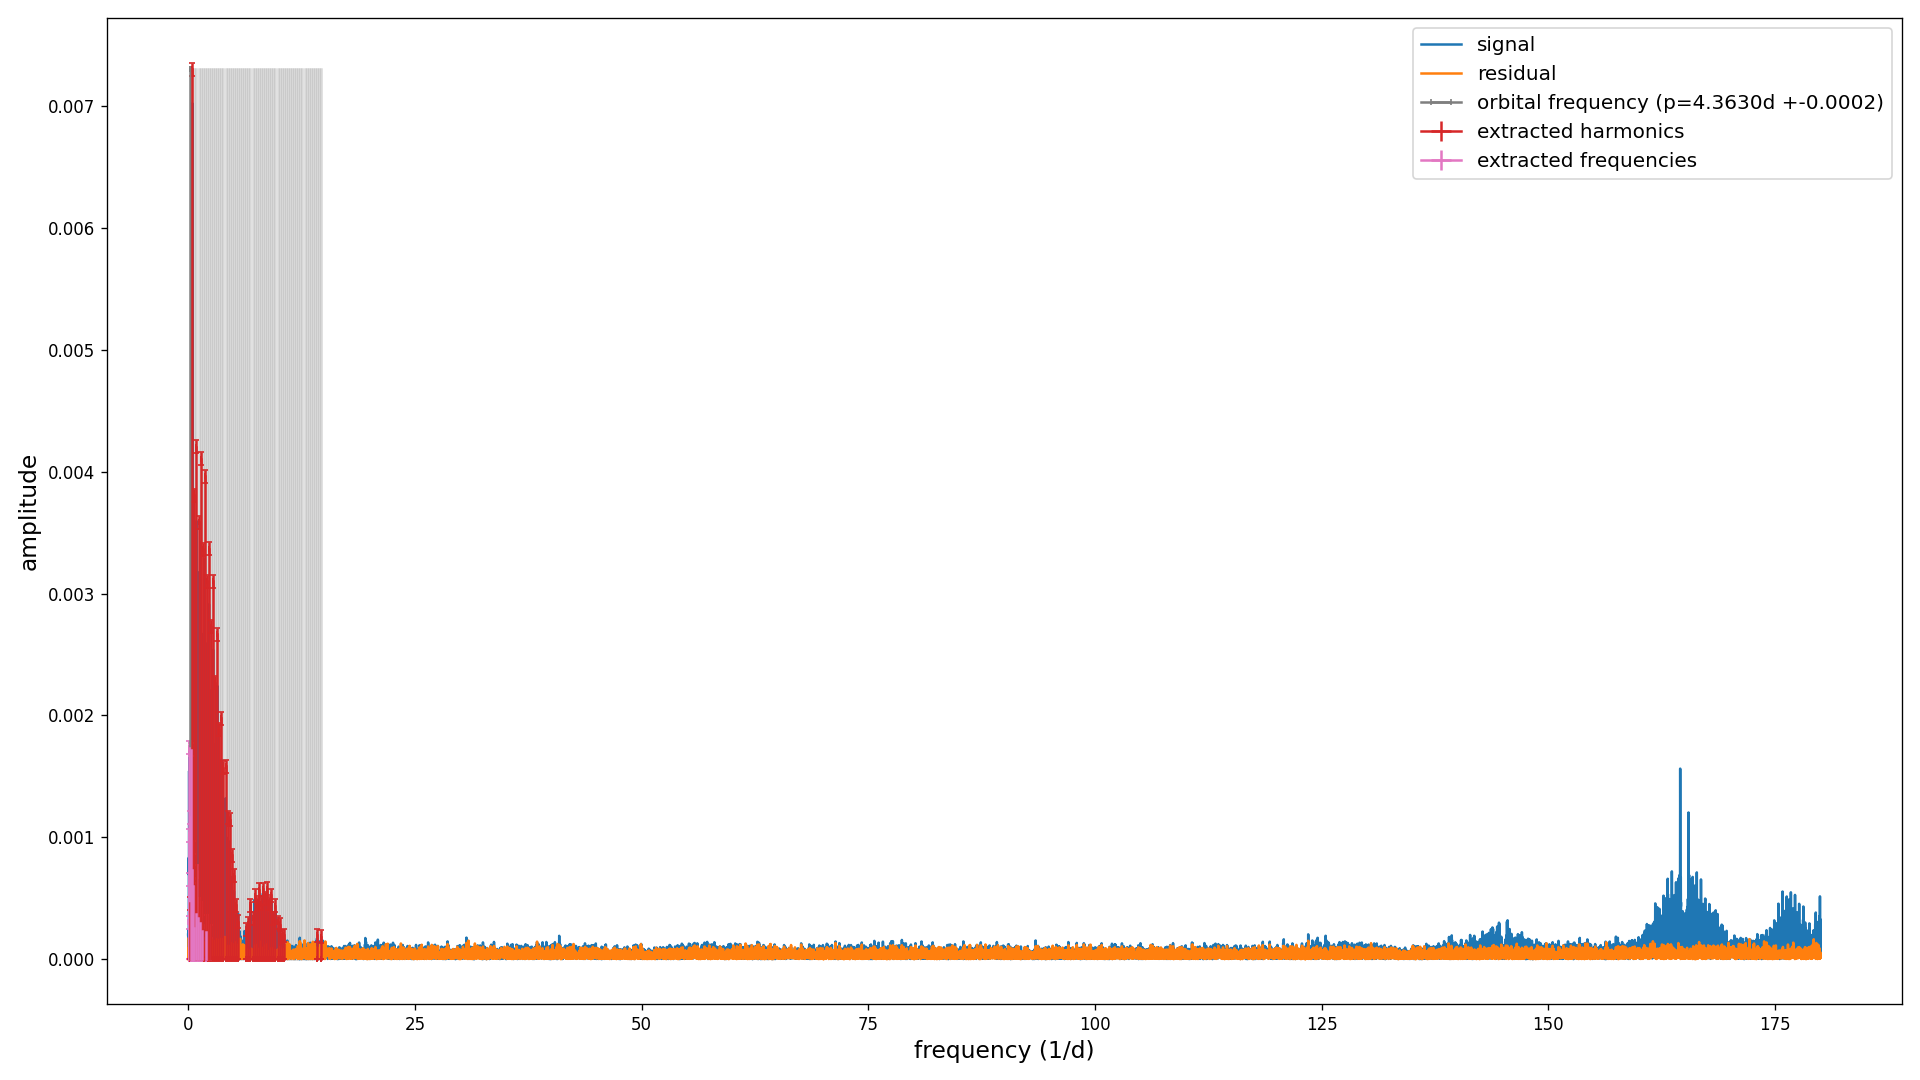 signal
residual
orbital frequency (p=4.3630d +-0.0002)
extracted harmonics
extracted frequencies
amplitude
0.007
0.006
0.005
0.004
0.003
0.002
0.001
0.000
0 25 50 75 100 125 150 175
frequency (1/d)